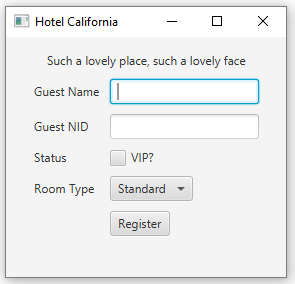 Hotel California
Such a lovely place, such a lovely face
Guest Name
Guest NID
Status VIP?
Room Type Standard
Register